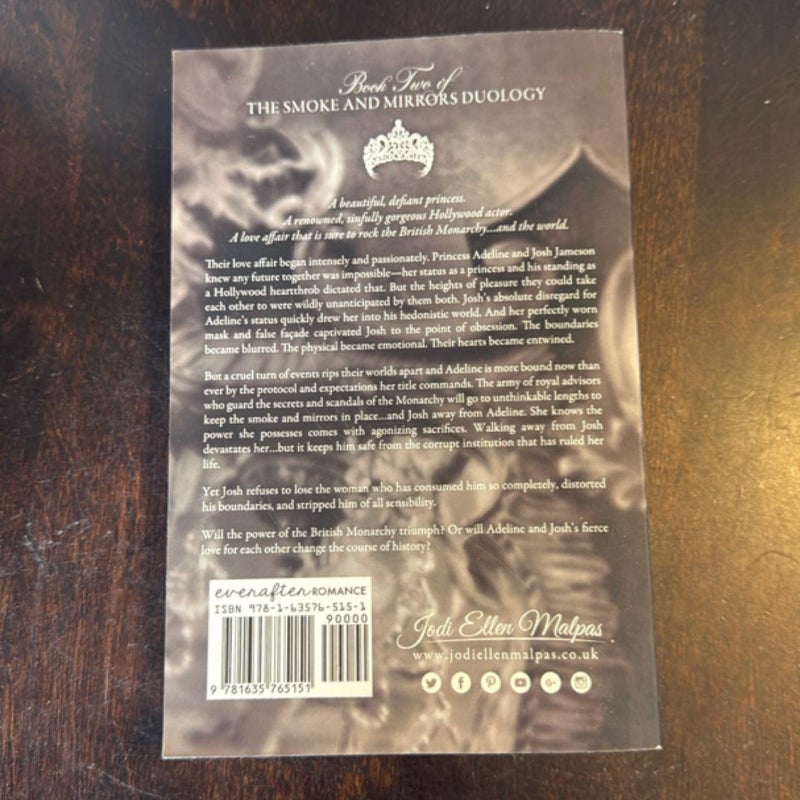 Book Two of
THE SMOKE AND MIRRORS DUOLOGY
A beautiful, defiant princess.
A renowned, sinfully gorgeous Hollywood actor.
A love affair that is sure to rock the British Monarchy...and the world.
Their love affair began intensely and passionately. Princess Adeline and Josh Jameson
knew any future together was impossible—her status as a princess and his standing as
a Hollywood heartthrob dictated that. But the heights of pleasure they could take
each other to were wildly unanticipated by them both. Josh's absolute disregard for
Adeline's status quickly drew her into his hedonistic world. And her perfectly worn
mask and false façade captivated Josh to the point of obsession. The boundaries
became blurred. The physical became emotional. Their hearts became entwined.
But a cruel turn of events rips their worlds apart and Adeline is more bound now than
ever by the protocol and expectations her title commands. The army of royal advisors
who guard the secrets and scandals of the Monarchy will go to unthinkable lengths to
keep the smoke and mirrors in place...and Josh away from Adeline. She knows the
power she possesses comes with agonizing sacrifices. Walking away from Josh
devastates her...but it keeps him safe from the corrupt institution that has ruled her
life.
Yet Josh refuses to lose the woman who has consumed him so completely, distorted
his boundaries, and stripped him of all sensibility.
Will the power of the British Monarchy triumph? Or will Adeline and Josh's fierce
love for each other change the course of history?
everafter ROMANCE
ISBN 978-1-63576-515-1
90000
9 781635 765151
Jodi Ellen Malpas
www.jodiellenmalpas.co.uk